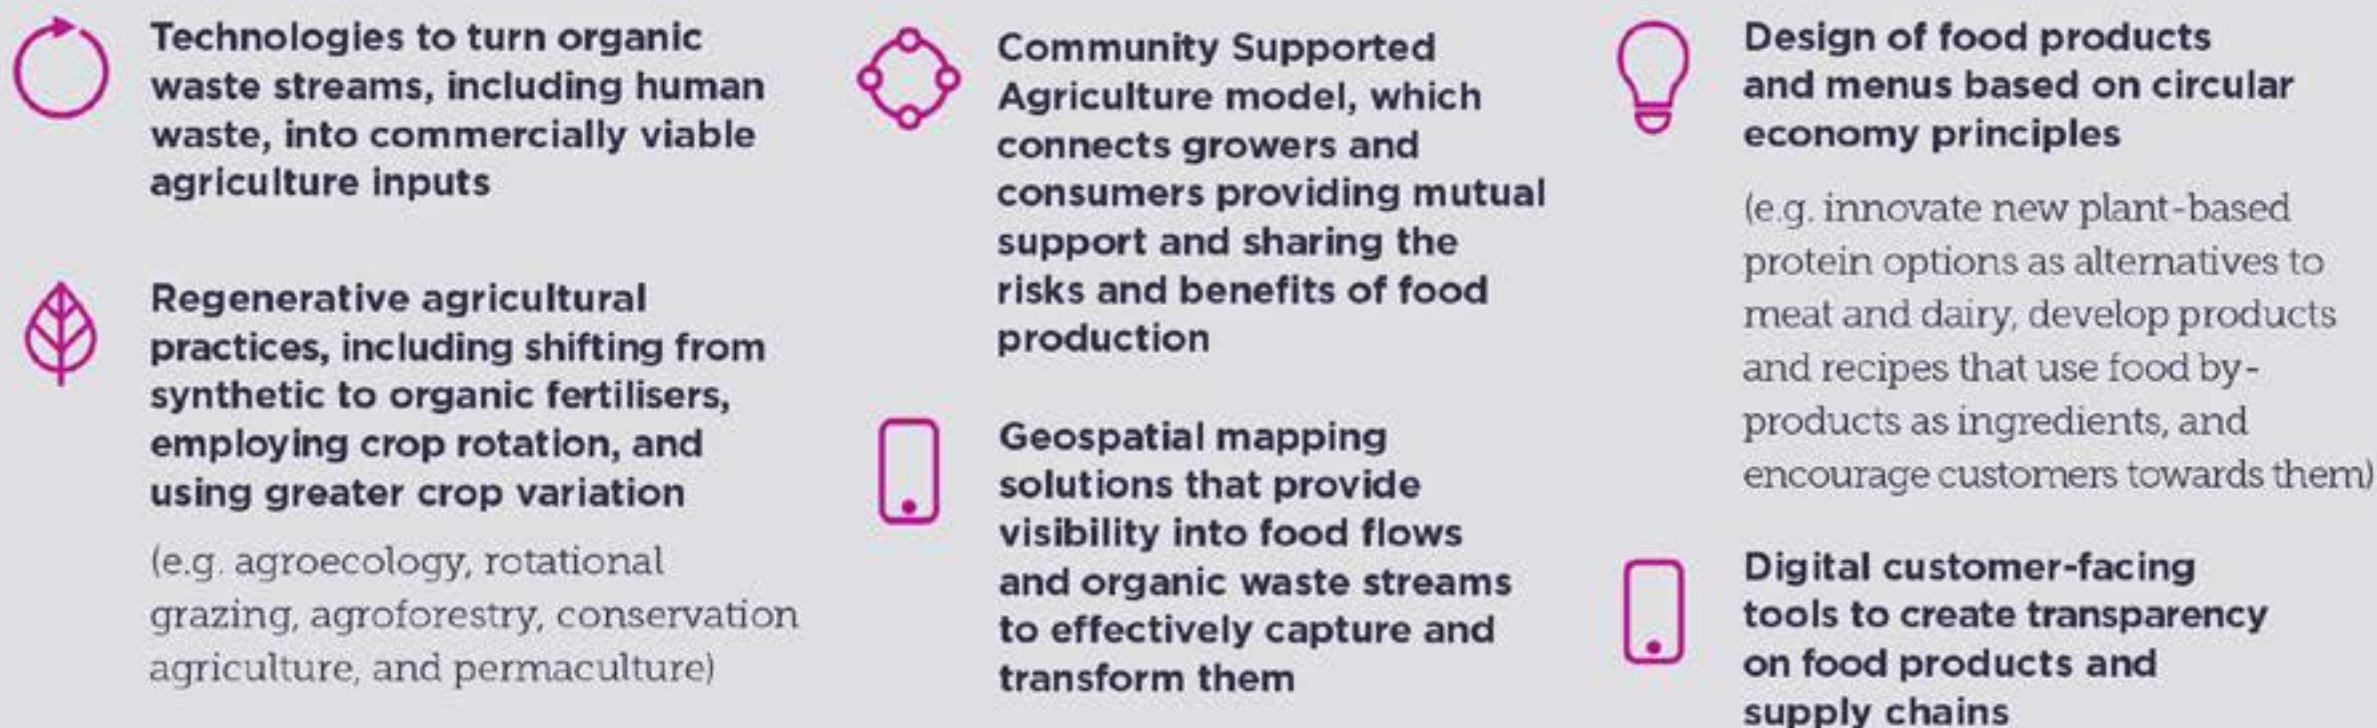 Technologies to turn organic
waste streams, including human
waste, into commercially viable
agriculture inputs
Regenerative agricultural
practices, including shifting from
synthetic to organic fertilisers,
employing crop rotation, and
using greater crop variation
(e.g. agroecology, rotational
grazing, agroforestry, conservation
agriculture, and permaculture)
Community Supported
Agriculture model, which
connects growers and
consumers providing mutual
support and sharing the
risks and benefits of food
production
Geospatial mapping
solutions that provide
visibility into food flows
and organic waste streams
to effectively capture and
transform them
Design of food products
and menus based on circular
economy principles
(e.g. innovate new plant-based
protein options as alternatives to
meat and dairy, develop products
and recipes that use food by-
products as ingredients, and
encourage customers towards them)
Digital customer-facing
tools to create transparency
on food products and
supply chains